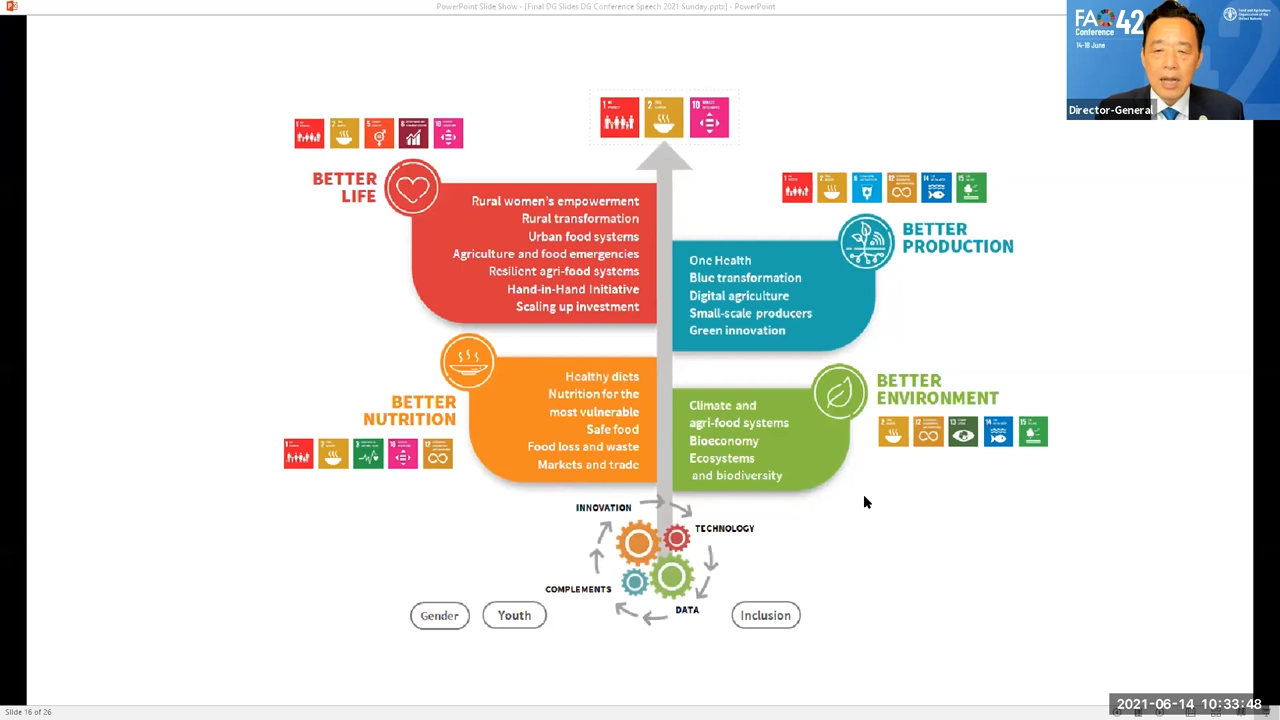 PowerPoint Slide Show - [Final DG Slides DG Conference Speech 2021 Sunday.pptx] - PowerPoint
FAO 42
Conference
14-18 June
Director-General
1
2
10
BETTER
LIFE
Rural women's empowerment
Rural transformation
Urban food systems
Agriculture and food emergencies
Resilient agri-food systems
Hand-in-Hand Initiative
Scaling up investment
BETTER
PRODUCTION
One Health
Blue transformation
Digital agriculture
Small-scale producers
Green innovation
BETTER
NUTRITION
Healthy diets
Nutrition for the
most vulnerable
Safe food
Food loss and waste
Markets and trade
BETTER
ENVIRONMENT
Climate and
agri-food systems
Bioeconomy
Ecosystems
and biodiversity
INNOVATION
TECHNOLOGY
COMPLEMENTS
DATA
Gender
Youth
Inclusion
2021-06-14 10:33:48
Slide 16 of 26